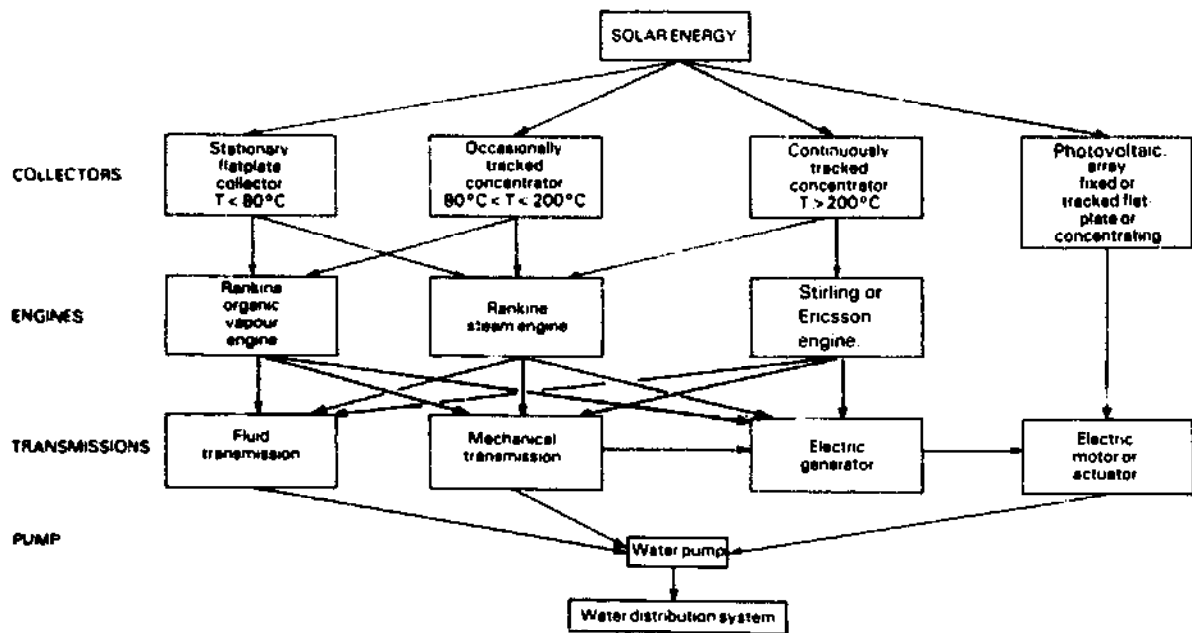 SOLAR ENERGY
COLLECTORS
Stationary
flatplate
collector
T < 80°C
Occasionally
tracked
concentrator
80°C < T < 200°C
Continuously
tracked
concentrator
T > 200°C
Photovoltaic.
array
fixed or
tracked flat-
plate or
concentrating
ENGINES
Rankine
organic
vapour
engine
Rankine
steam engine
Stirling or
Ericsson
engine.
TRANSMISSIONS
Fluid
transmission
Mechanical
transmission
Electric
generator
Electric
motor or
actuator
PUMP
Water pump
Water distribution system